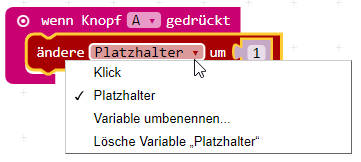 wenn Knopf A gedrückt
ändere Platzhalter um 1
Klick
✓ Platzhalter
Variable umbenennen...
Lösche Variable „Platzhalter“